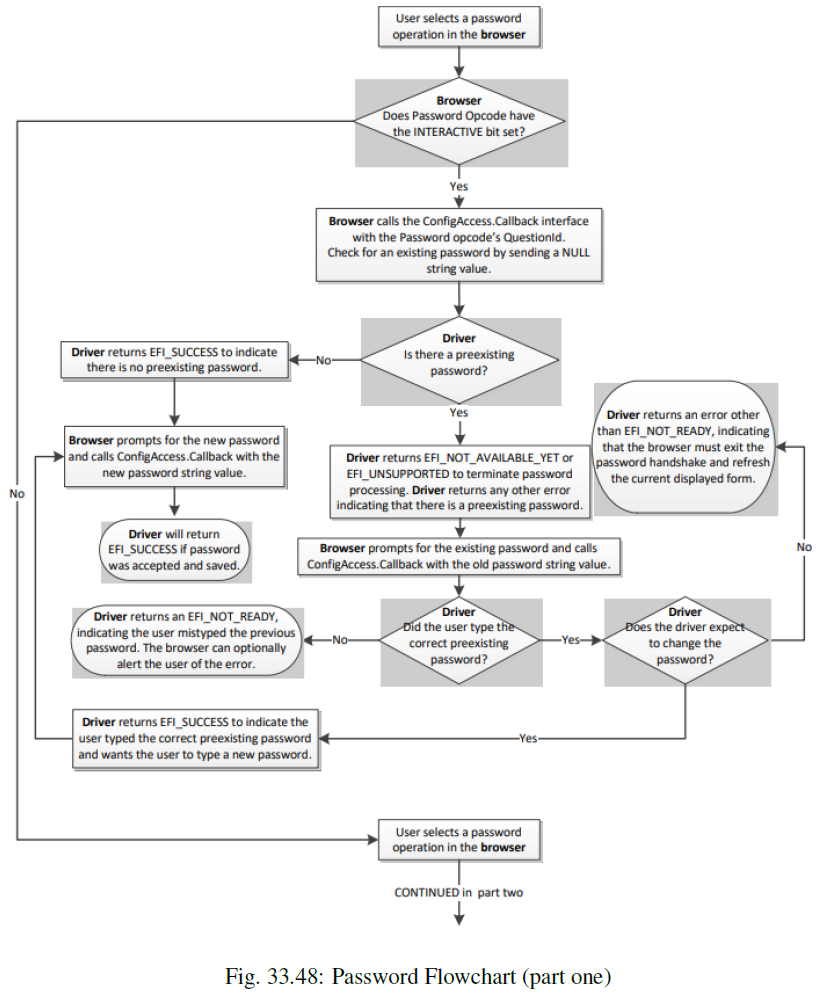 User selects a password
operation in the browser
Browser
Does Password Opcode have
the INTERACTIVE bit set?
Yes
Browser calls the ConfigAccess.Callback interface
with the Password opcode's QuestionId.
Check for an existing password by sending a NULL
string value.
Driver
Is there a preexisting
password?
No
Driver returns EFI_SUCCESS to indicate
there is no preexisting password.
Yes
Driver returns an error other
than EFI_NOT_READY, indicating
that the browser must exit the
password handshake and refresh
the current displayed form.
Browser prompts for the new password
and calls ConfigAccess.Callback with the
new password string value.
Driver returns EFI_NOT_AVAILABLE_YET or
EFI_UNSUPPORTED to terminate password
processing. Driver returns any other error
indicating that there is a preexisting password.
No
Driver will return
EFI_SUCCESS if password
was accepted and saved.
Browser prompts for the existing password and calls
ConfigAccess.Callback with the old password string value.
No
Driver returns an EFI_NOT_READY,
indicating the user mistyped the previous
password. The browser can optionally
alert the user of the error.
No
Driver
Did the user type the
correct preexisting
password?
Yes
Driver
Does the driver expect
to change the
password?
Driver returns EFI_SUCCESS to indicate the
user typed the correct preexisting password
and wants the user to type a new password.
Yes
User selects a password
operation in the browser
CONTINUED in part two
Fig. 33.48: Password Flowchart (part one)